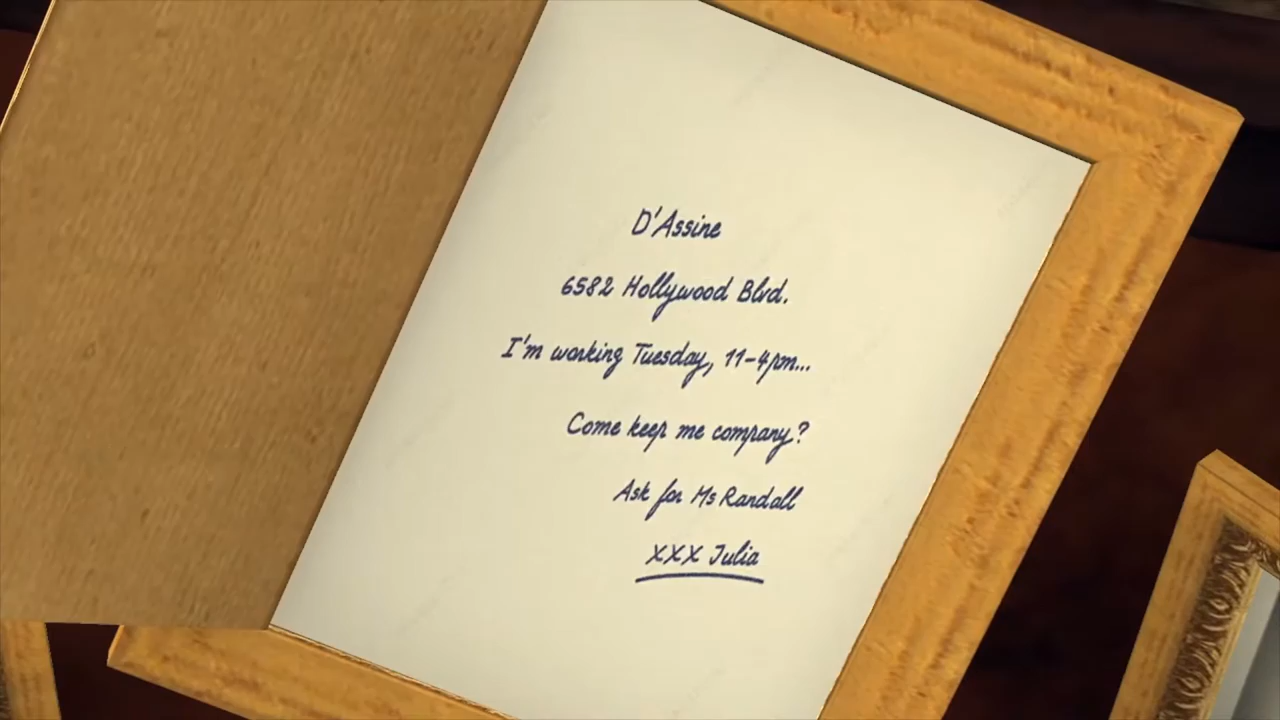 D'Assine
6582 Hollywood Blvd.
I'm working Tuesday, 11-4pm...
Come keep me company?
Ask for Ms Randall
XXX Julia